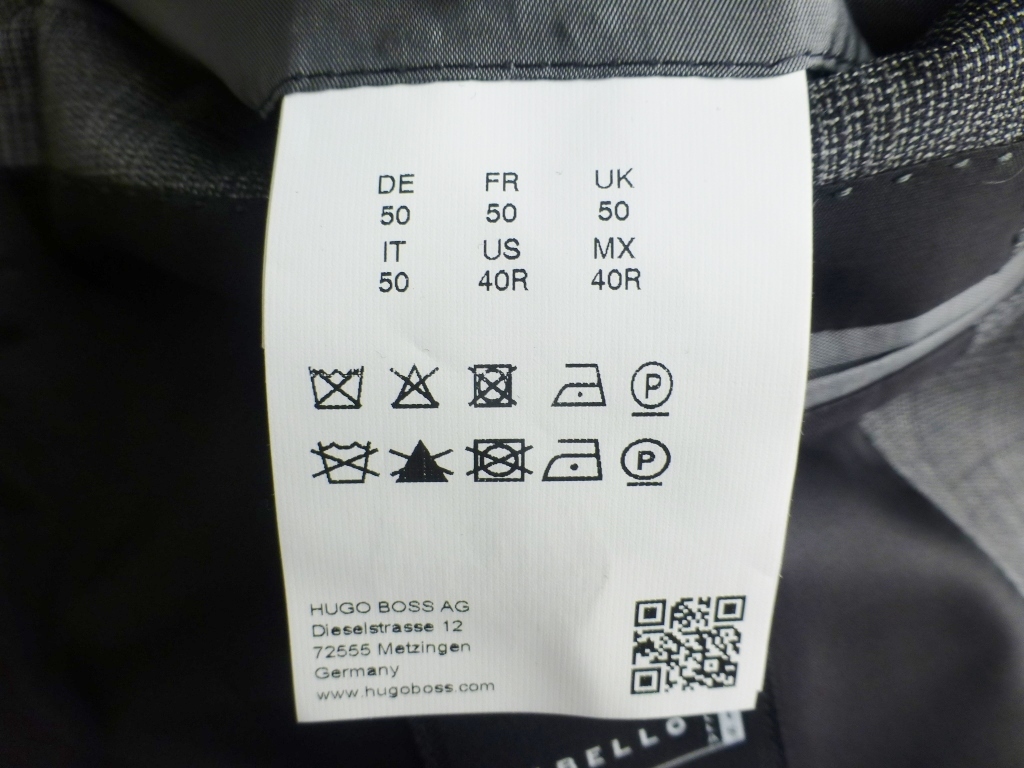 DE FR UK
50 50 50
IT US MX
50 40R 40R
P
P
HUGO BOSS AG
Dieselstrasse 12
72555 Metzingen
Germany
www.hugoboss.com